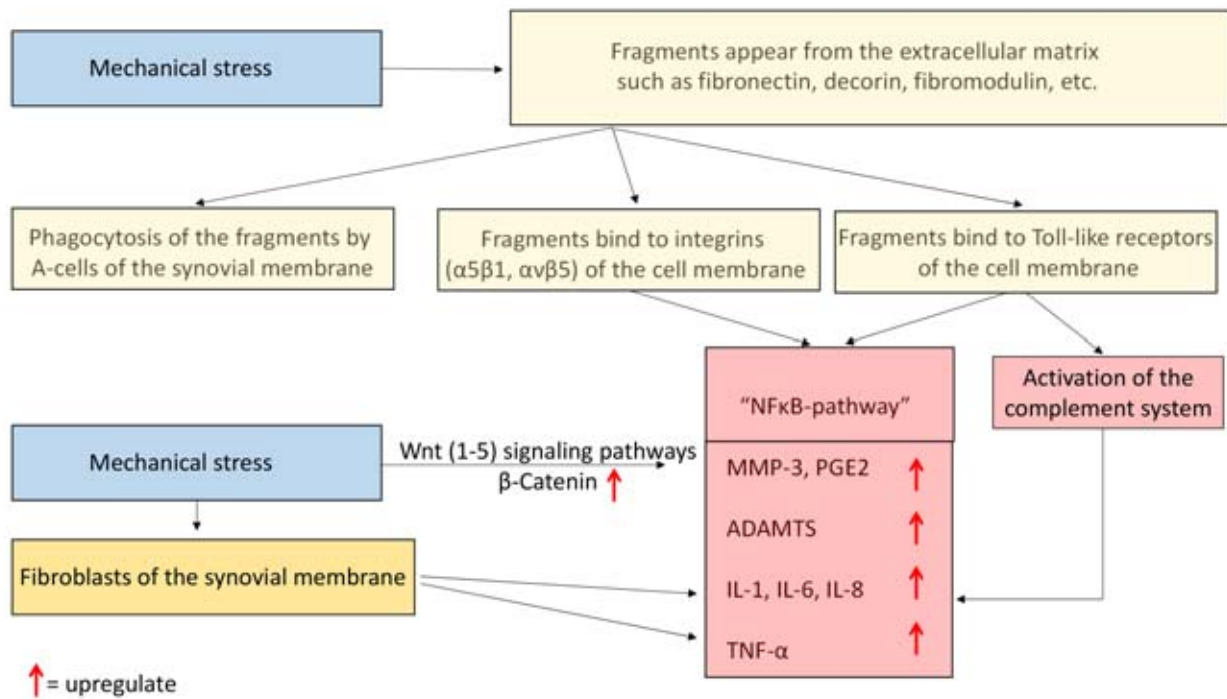 Mechanical stress
Fragments appear from the extracellular matrix
such as fibronectin, decorin, fibromodulin, etc.
Phagocytosis of the fragments by
A-cells of the synovial membrane
Fragments bind to integrins
(α5β1, αvβ5) of the cell membrane
Fragments bind to Toll-like receptors
of the cell membrane
"NFκB-pathway"
Activation of the
complement system
Mechanical stress
Wnt (1-5) signaling pathways
β-Catenin ↑
MMP-3, PGE2 ↑
ADAMTS ↑
Fibroblasts of the synovial membrane
IL-1, IL-6, IL-8 ↑
TNF-α ↑
↑ = upregulate